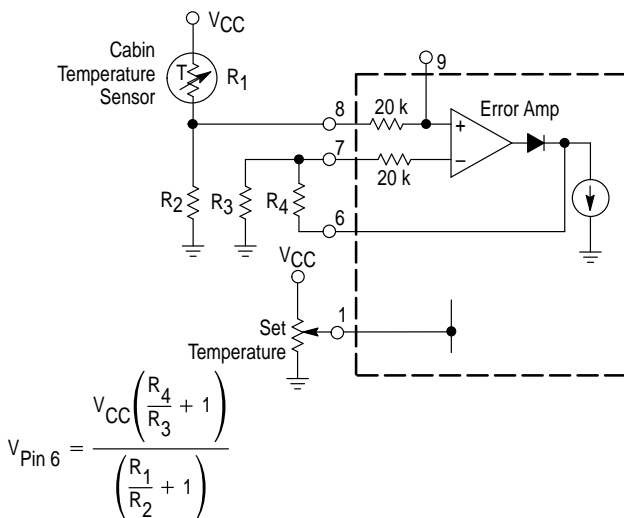 VCC
Cabin
Temperature
Sensor
T
R1
9
8
20 k
Error Amp
+
7
20 k
−
R2
R3
R4
6
VCC
1
Set
Temperature
VPin 6 = VCC(R4/R3 + 1) / (R1/R2 + 1)